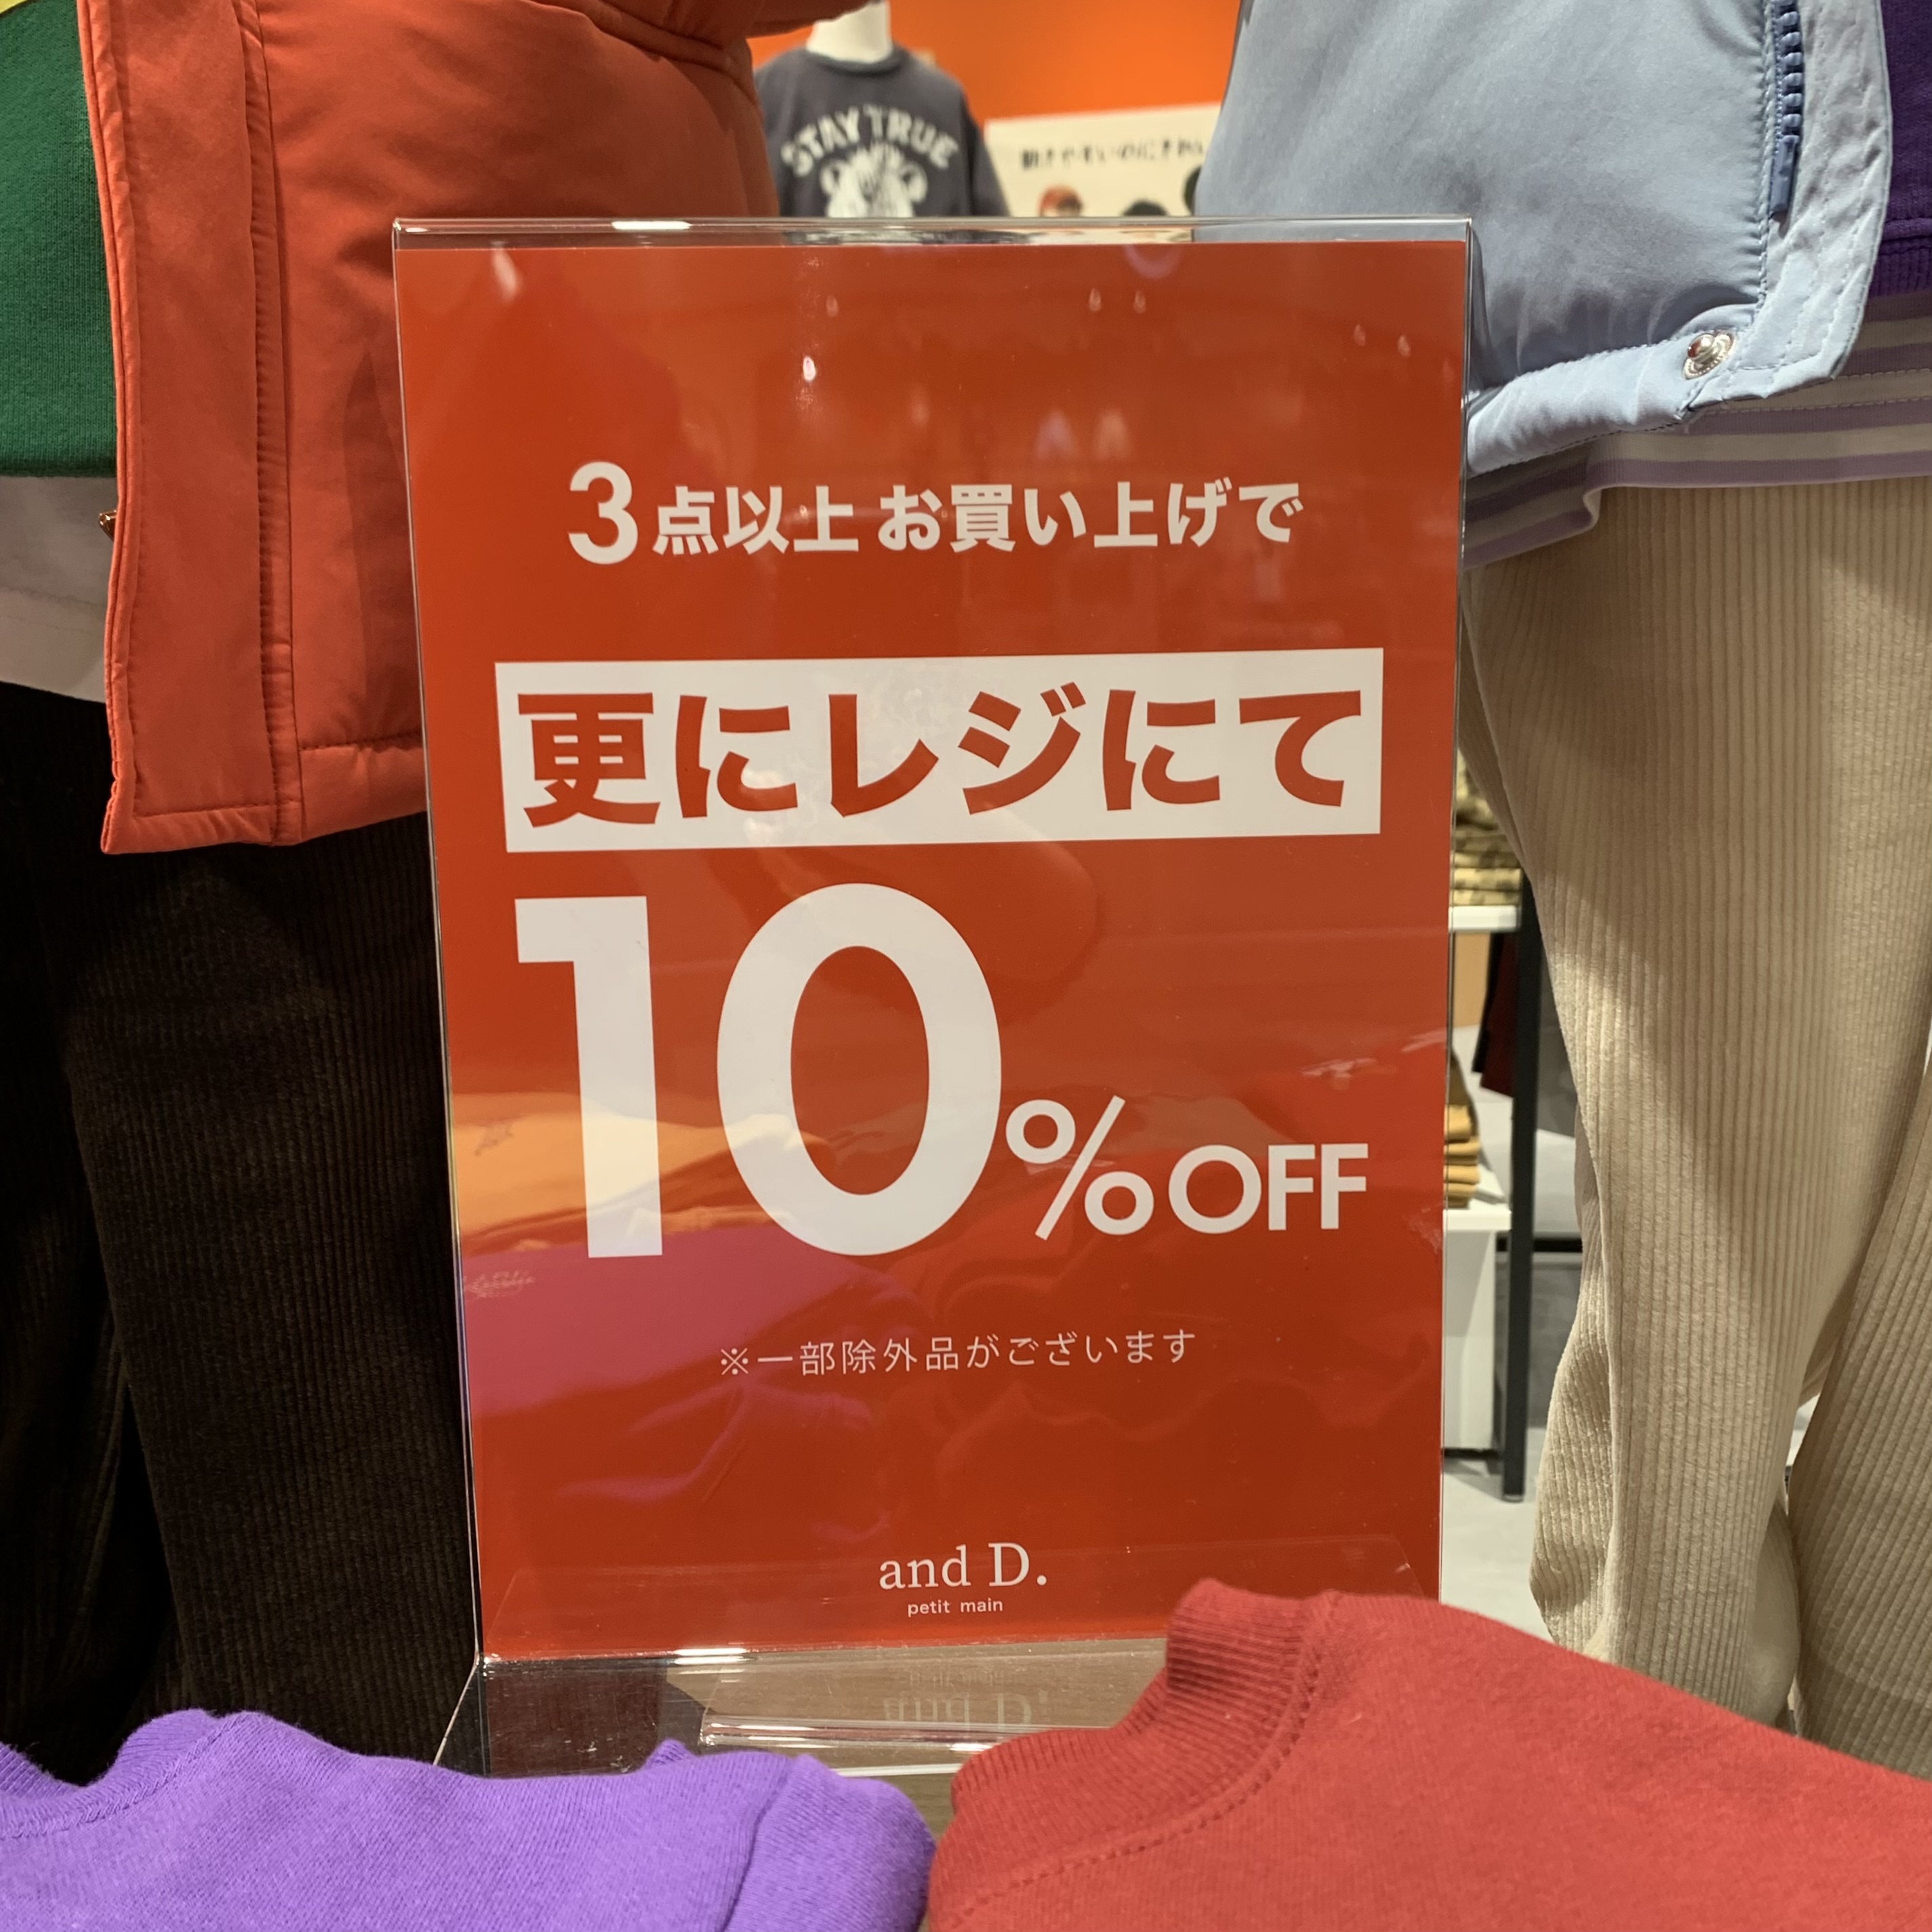 STAY TRUE
3点以上お買い上げで
更にレジにて
10%OFF
※一部除外品がございます
and D.
petit main